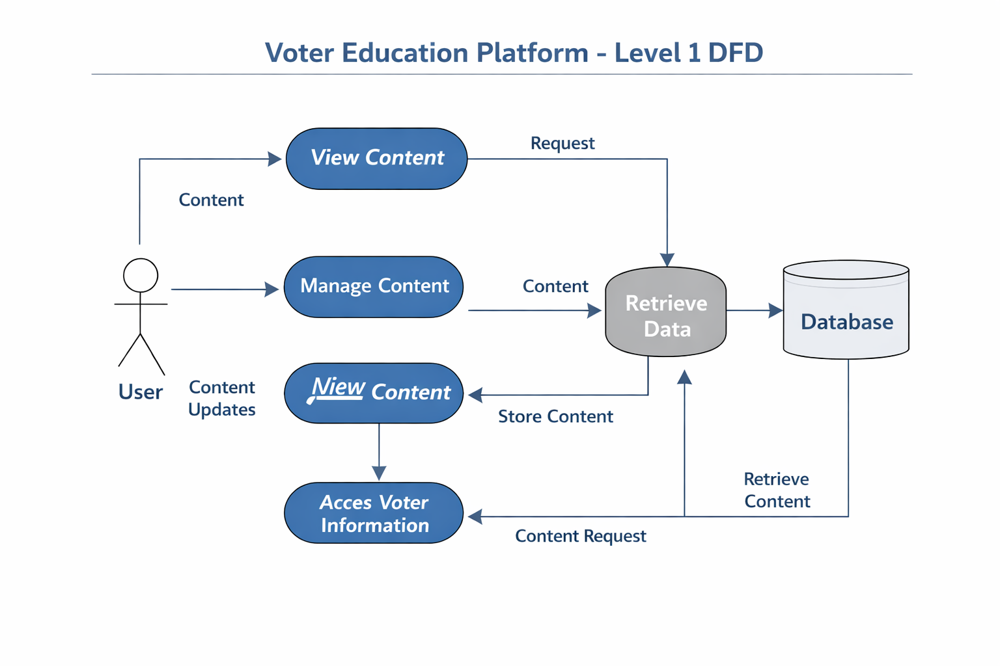 Voter Education Platform - Level 1 DFD
View Content
Request
Content
Manage Content
Content
Retrieve
Data
Database
User
Content
Updates
Niew Content
Store Content
Acces Voter
Information
Retrieve
Content
Content Request